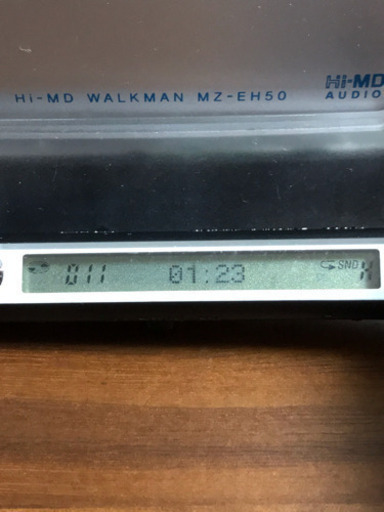 Hi-MD WALKMAN MZ-EH50
Hi-MD
AUDIO
011 01:23 SND